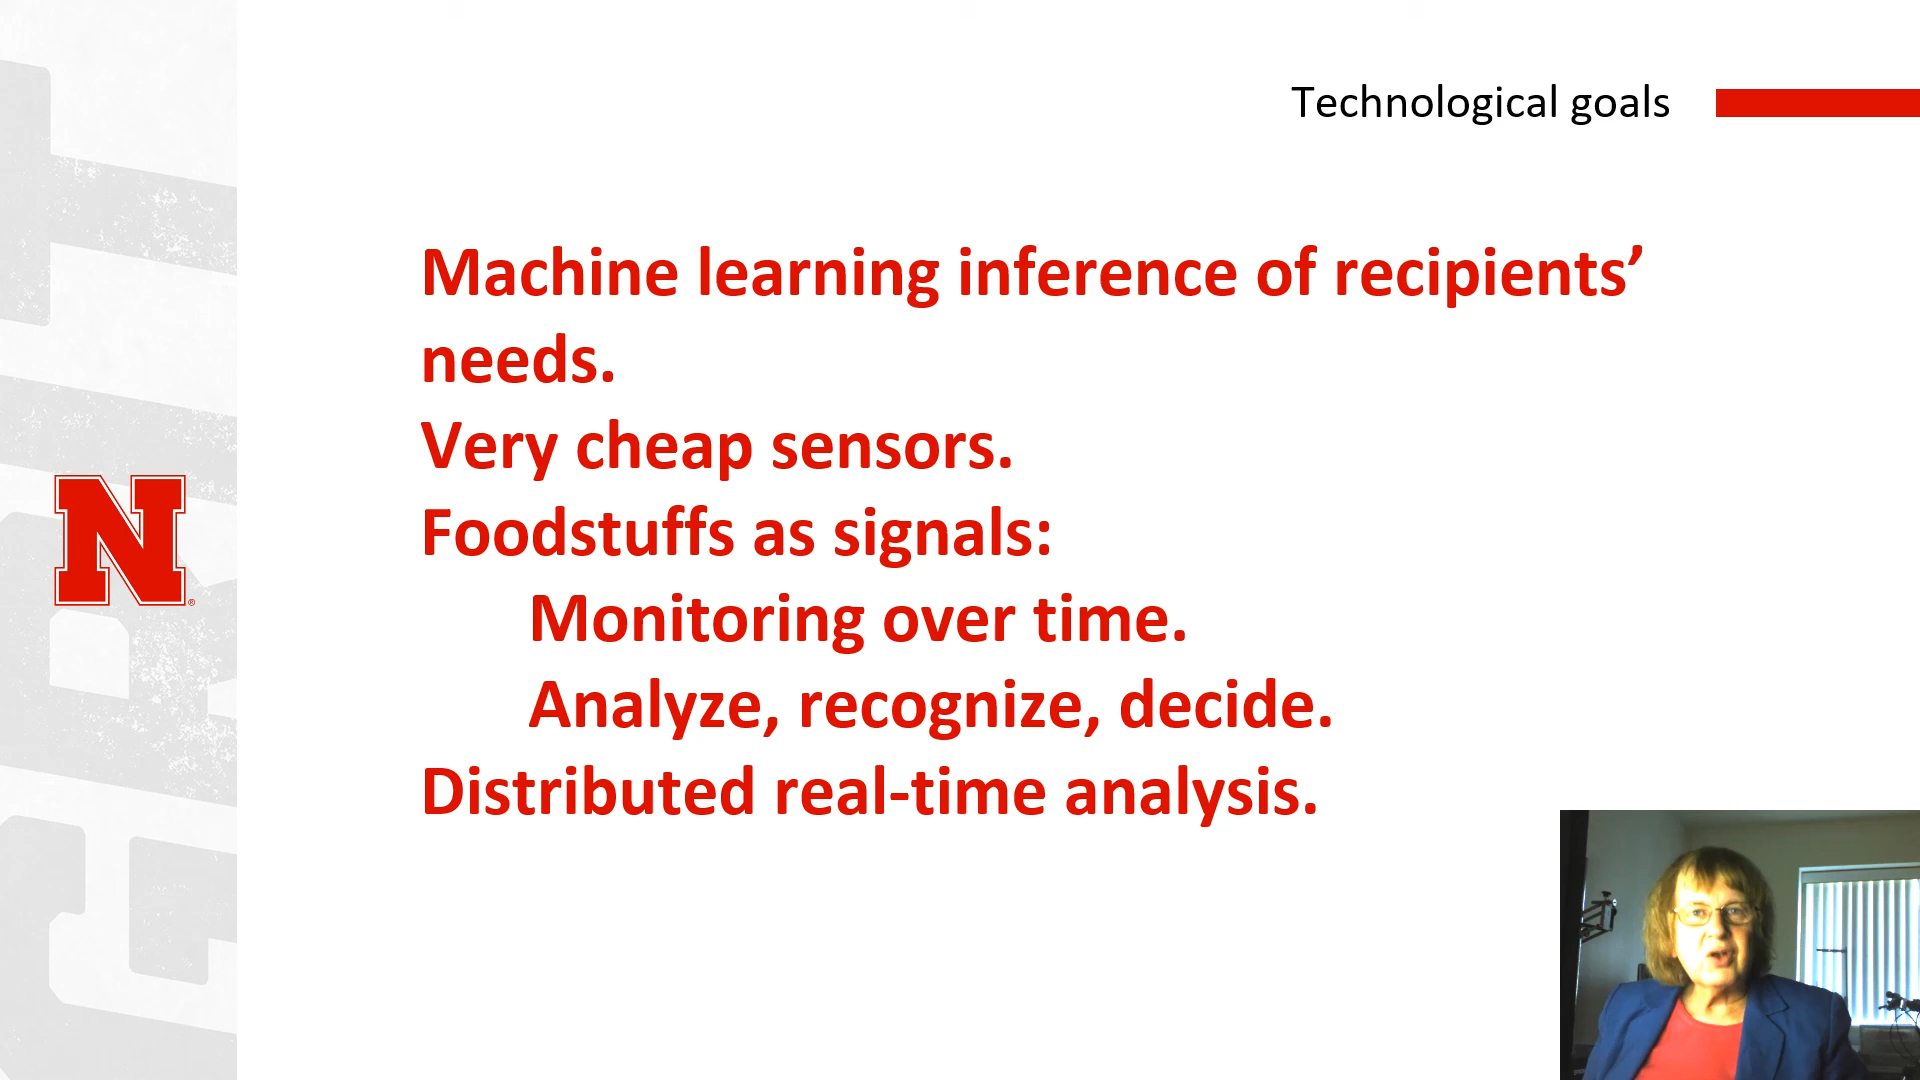 Technological goals
Machine learning inference of recipients’
needs.
Very cheap sensors.
Foodstuffs as signals:
Monitoring over time.
Analyze, recognize, decide.
Distributed real-time analysis.
N®